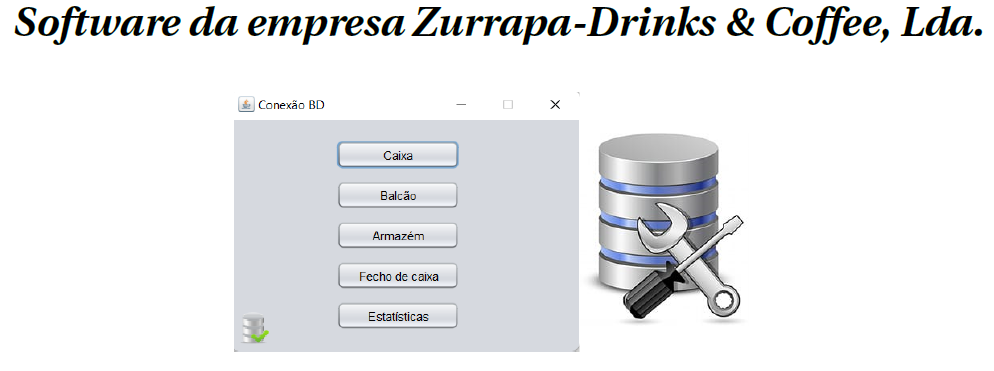 Software da empresa Zurrapa-Drinks & Coffee, Lda.
Conexão BD
Caixa
Balcão
Armazém
Fecho de caixa
Estatísticas